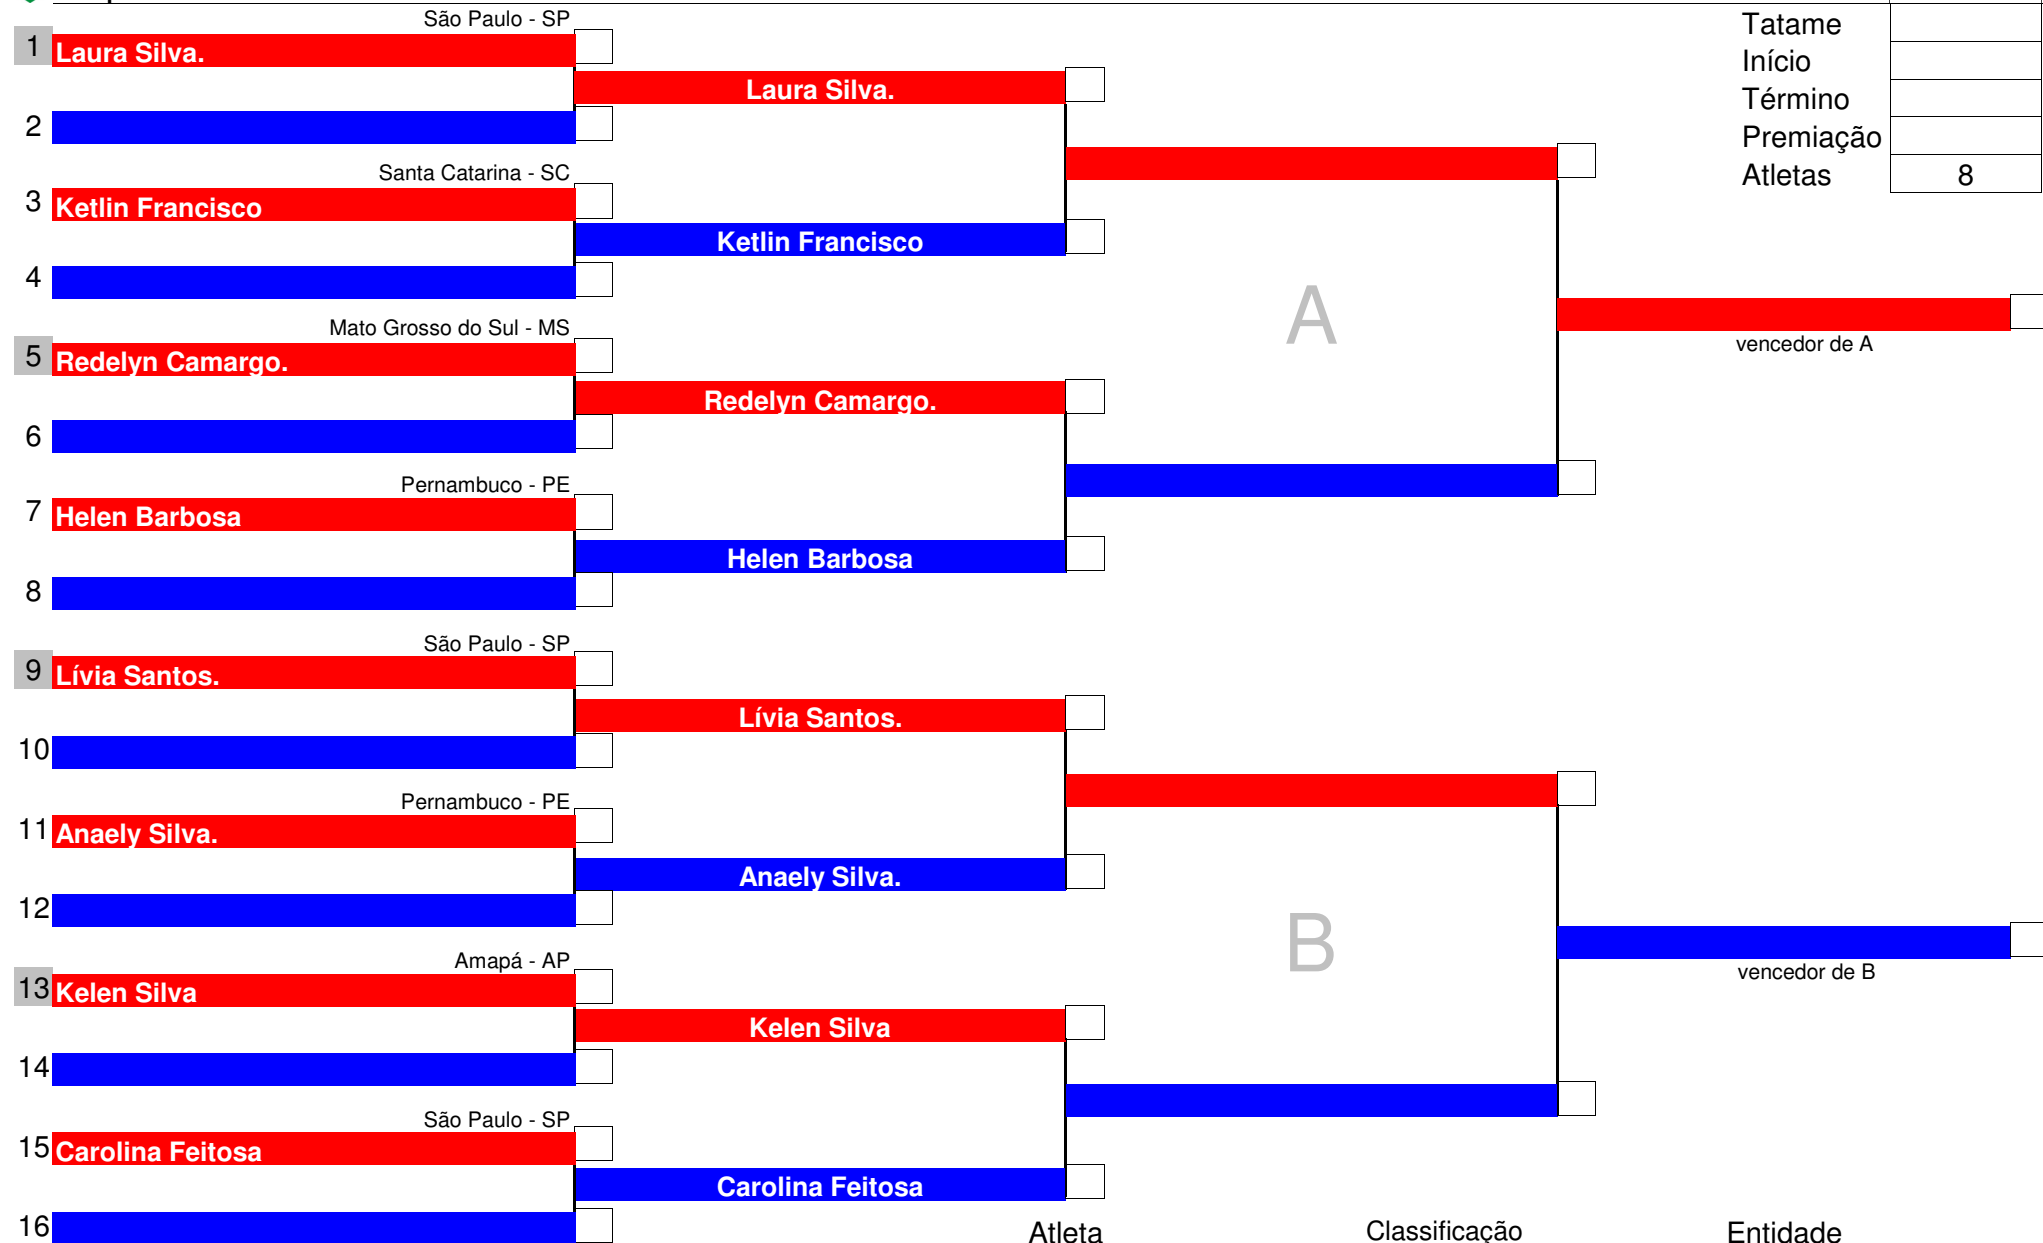 São Paulo - SP
1 Laura Silva.
Laura Silva.
2
Santa Catarina - SC
3 Ketlin Francisco
Ketlin Francisco
4
Mato Grosso do Sul - MS
5 Redelyn Camargo.
Redelyn Camargo.
6
Pernambuco - PE
7 Helen Barbosa
Helen Barbosa
8
São Paulo - SP
9 Lívia Santos.
Lívia Santos.
10
Pernambuco - PE
11 Anaely Silva.
Anaely Silva.
12
Amapá - AP
13 Kelen Silva
Kelen Silva
14
São Paulo - SP
15 Carolina Feitosa
Carolina Feitosa
16
A
B
vencedor de A
vencedor de B
Tatame
Início
Término
Premiação
Atletas 8
Atleta Classificação Entidade